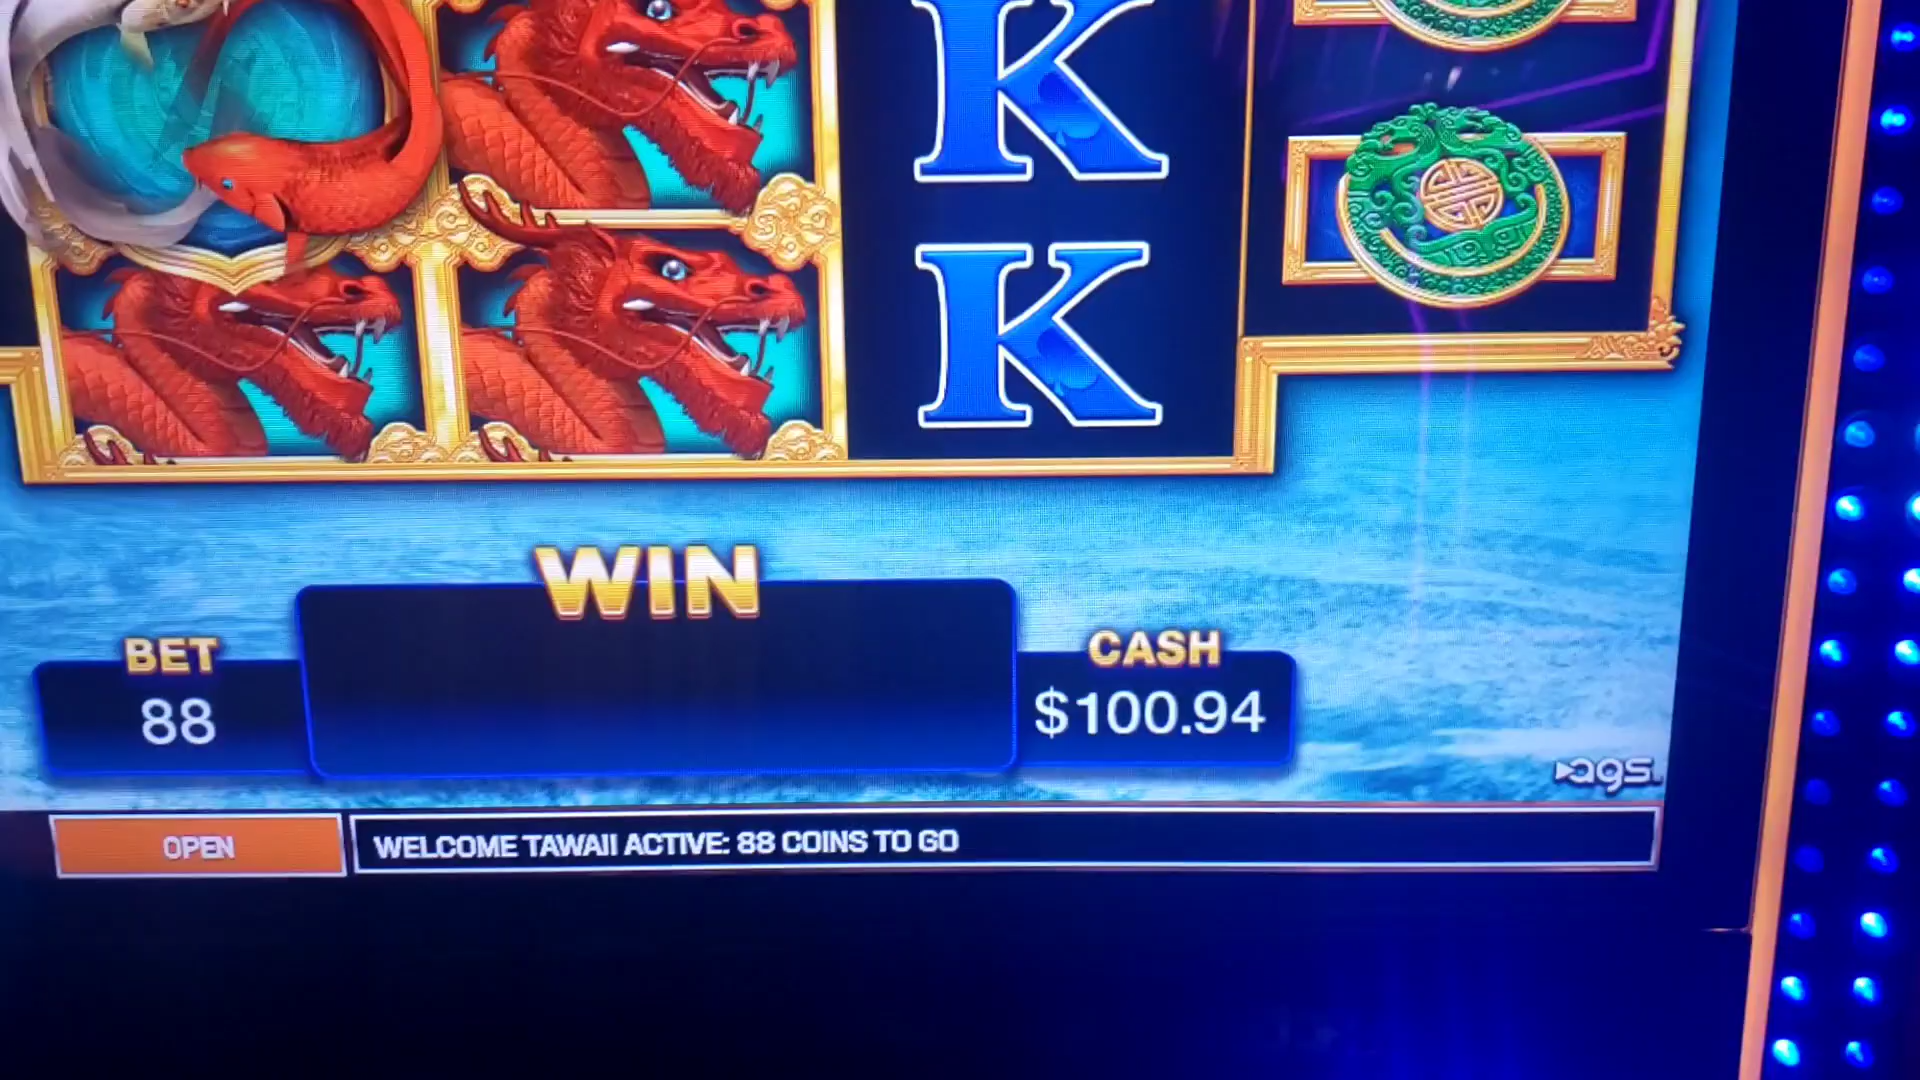 K
K
WIN
BET
CASH
88
$100.94
ags.
OPEN
WELCOME TAWAII ACTIVE: 88 COINS TO GO